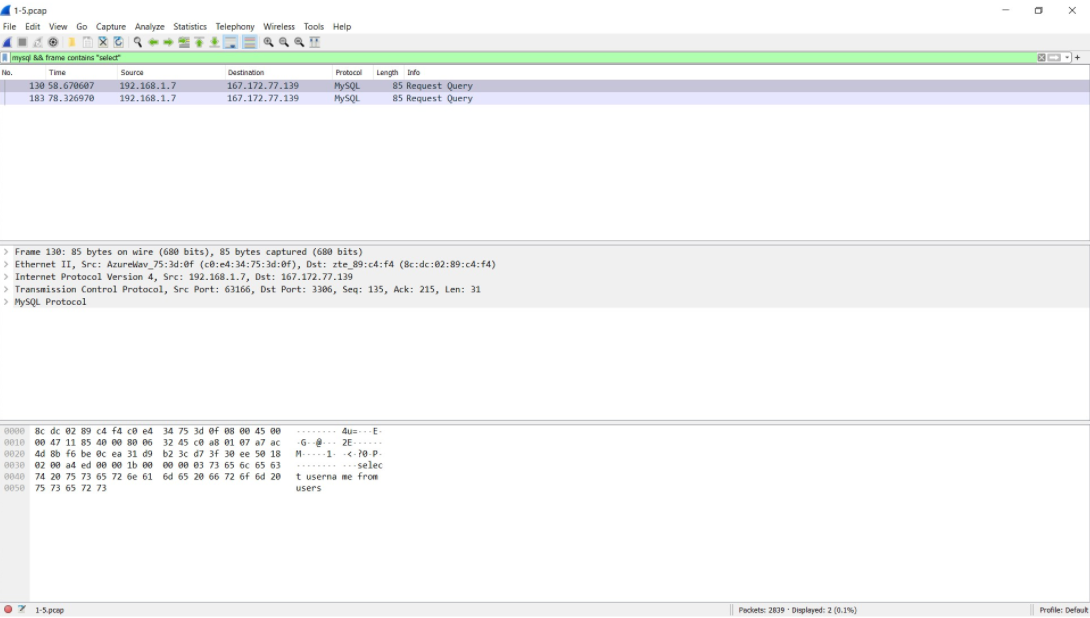 1-5.pcap
File Edit View Go Capture Analyze Statistics Telephony Wireless Tools Help
mysql && frame contains "select"
No. Time Source Destination Protocol Length Info
130 58.670607 192.168.1.7 167.172.77.139 MySQL 85 Request Query
183 78.326970 192.168.1.7 167.172.77.139 MySQL 85 Request Query
> Frame 130: 85 bytes on wire (680 bits), 85 bytes captured (680 bits)
> Ethernet II, Src: AzureWav_75:3d:0f (c0:e4:34:75:3d:0f), Dst: zte_89:c4:f4 (8c:dc:02:89:c4:f4)
> Internet Protocol Version 4, Src: 192.168.1.7, Dst: 167.172.77.139
> Transmission Control Protocol, Src Port: 63166, Dst Port: 3306, Seq: 135, Ack: 215, Len: 31
> MySQL Protocol
0000 8c dc 02 89 c4 f4 c0 e4 34 75 3d 0f 08 00 45 00 ········ 4u=···E·
0010 00 47 11 85 40 00 80 06 32 45 c0 a8 01 07 a7 ac ·G··@··· 2E······
0020 4d 8b f6 be 0c ea 31 d9 b2 3c d7 3f 30 ee 50 18 M·····1· ·<·?0·P·
0030 02 00 a4 ed 00 00 1b 00 00 00 03 73 65 6c 65 63 ········ ···selec
0040 74 20 75 73 65 72 6e 61 6d 65 20 66 72 6f 6d 20 t userna me from
0050 75 73 65 72 73 users
1-5.pcap Packets: 2839 · Displayed: 2 (0.1%) Profile: Default